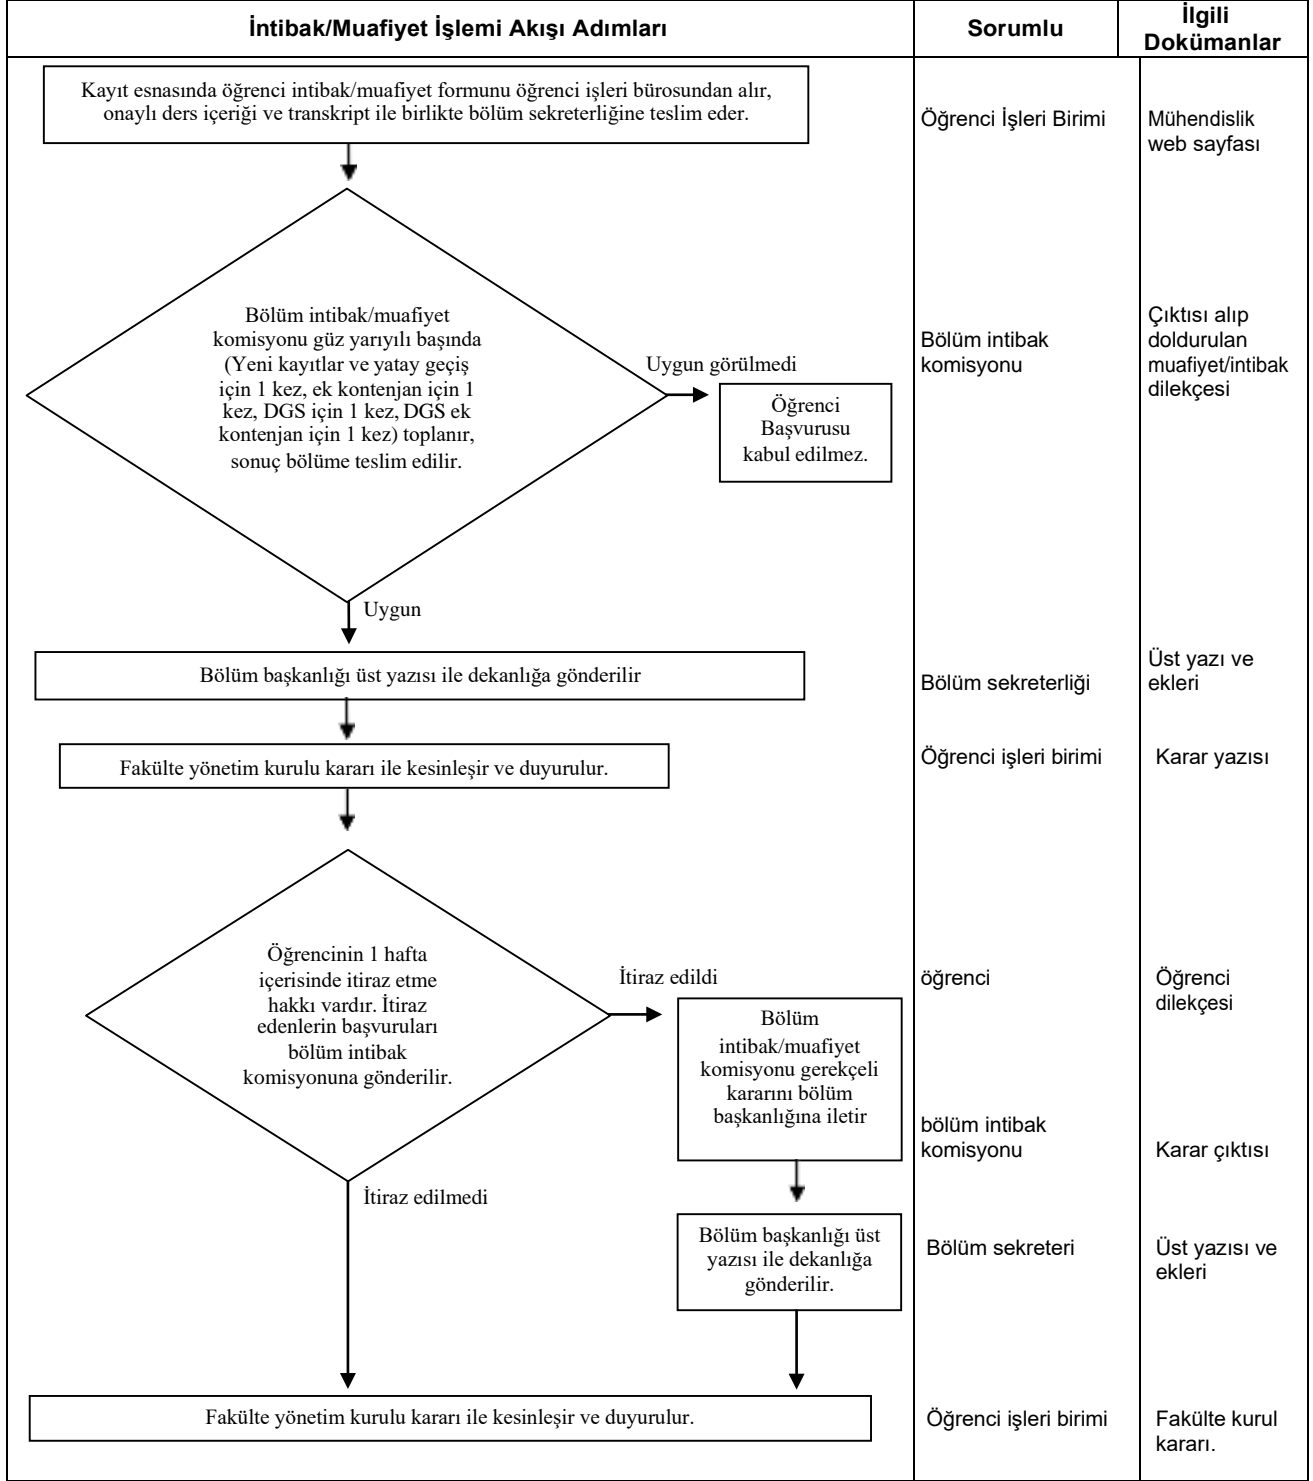 İntibak/Muafiyet İşlemi Akışı Adımları
Sorumlu
İlgili
Dokümanlar
Kayıt esnasında öğrenci intibak/muafiyet formunu öğrenci işleri bürosundan alır,
onaylı ders içeriği ve transkript ile birlikte bölüm sekreterliğine teslim eder.
Öğrenci İşleri Birimi
Mühendislik
web sayfası
Bölüm intibak/muafiyet
komisyonu güz yarıyılı başında
(Yeni kayıtlar ve yatay geçiş
için 1 kez, ek kontenjan için 1
kez, DGS için 1 kez, DGS ek
kontenjan için 1 kez) toplanır,
sonuç bölüme teslim edilir.
Uygun görülmedi
Öğrenci
Başvurusu
kabul edilmez.
Bölüm intibak
komisyonu
Çıktısı alıp
doldurulan
muafiyet/intibak
dilekçesi
Uygun
Bölüm başkanlığı üst yazısı ile dekanlığa gönderilir
Bölüm sekreterliği
Üst yazı ve
ekleri
Fakülte yönetim kurulu kararı ile kesinleşir ve duyurulur.
Öğrenci işleri birimi
Karar yazısı
Öğrencinin 1 hafta
içerisinde itiraz etme
hakkı vardır. İtiraz
edenlerin başvuruları
bölüm intibak
komisyonuna gönderilir.
İtiraz edildi
öğrenci
Öğrenci
dilekçesi
Bölüm
intibak/muafiyet
komisyonu gerekçeli
kararını bölüm
başkanlığına iletir
bölüm intibak
komisyonu
Karar çıktısı
İtiraz edilmedi
Bölüm başkanlığı üst
yazısı ile dekanlığa
gönderilir.
Bölüm sekreteri
Üst yazısı ve
ekleri
Fakülte yönetim kurulu kararı ile kesinleşir ve duyurulur.
Öğrenci işleri birimi
Fakülte kurul
kararı.